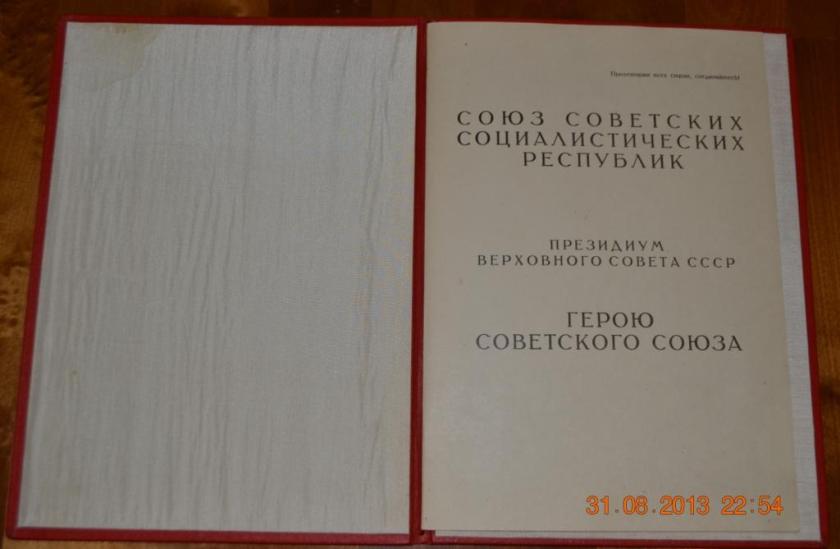 Пролетарии всех стран, соединяйтесь!
СОЮЗ СОВЕТСКИХ
СОЦИАЛИСТИЧЕСКИХ
РЕСПУБЛИК
ПРЕЗИДИУМ
ВЕРХОВНОГО СОВЕТА СССР
ГЕРОЮ
СОВЕТСКОГО СОЮЗА
31.08.2013 22:54